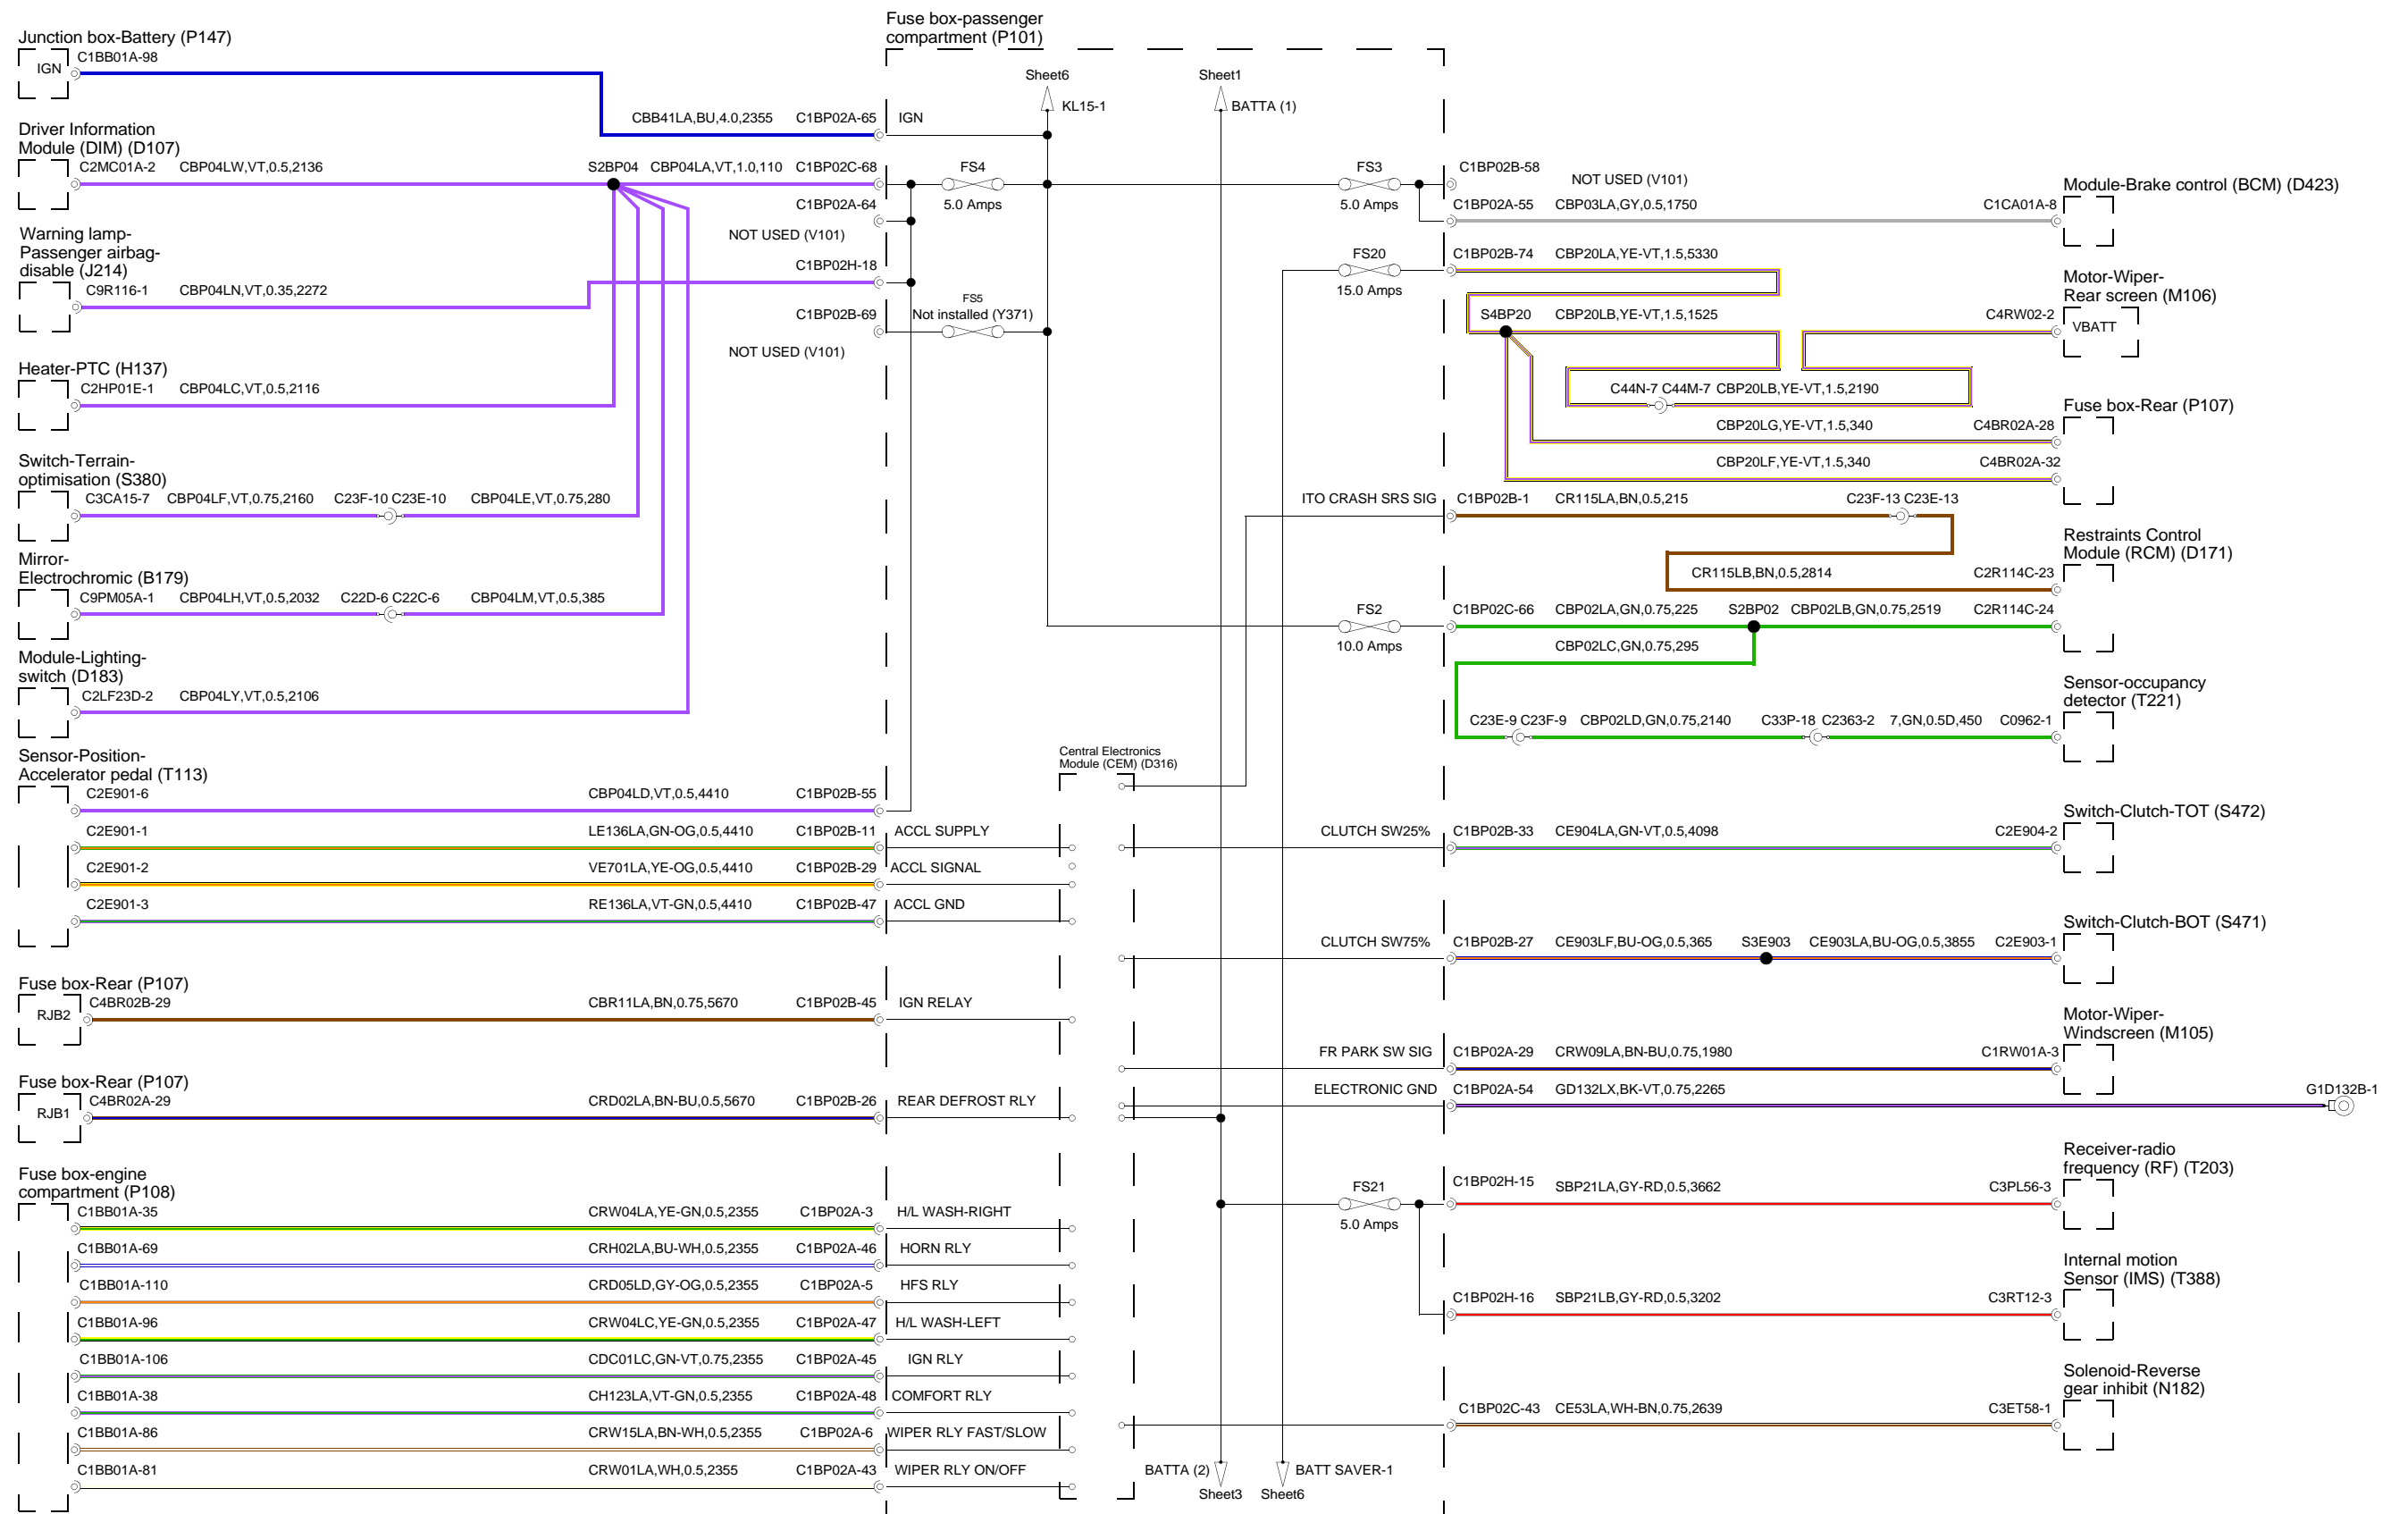 Fuse box-passenger
compartment (P101)
Junction box-Battery (P147)
IGN
C1BB01A-98
CBB41LA,BU,4.0,2355
C1BP02A-65
IGN
Sheet6
KL15-1
Sheet1
BATTA (1)
Driver Information
Module (DIM) (D107)
C2MC01A-2
CBP04LW,VT,0.5,2136
S2BP04
CBP04LA,VT,1.0,110
C1BP02C-68
FS4
5.0 Amps
C1BP02A-64
NOT USED (V101)
Warning lamp-
Passenger airbag-
disable (J214)
C9R116-1
CBP04LN,VT,0.35,2272
C1BP02H-18
C1BP02B-69
FS5
Not installed (Y371)
NOT USED (V101)
Heater-PTC (H137)
C2HP01E-1
CBP04LC,VT,0.5,2116
Switch-Terrain-
optimisation (S380)
C3CA15-7
CBP04LF,VT,0.75,2160
C23F-10 C23E-10
CBP04LE,VT,0.75,280
Mirror-
Electrochromic (B179)
C9PM05A-1
CBP04LH,VT,0.5,2032
C22D-6 C22C-6
CBP04LM,VT,0.5,385
Module-Lighting-
switch (D183)
C2LF23D-2
CBP04LY,VT,0.5,2106
Sensor-Position-
Accelerator pedal (T113)
C2E901-6
CBP04LD,VT,0.5,4410
C1BP02B-55
C2E901-1
LE136LA,GN-OG,0.5,4410
C1BP02B-11
ACCL SUPPLY
C2E901-2
VE701LA,YE-OG,0.5,4410
C1BP02B-29
ACCL SIGNAL
C2E901-3
RE136LA,VT-GN,0.5,4410
C1BP02B-47
ACCL GND
Fuse box-Rear (P107)
RJB2
C4BR02B-29
CBR11LA,BN,0.75,5670
C1BP02B-45
IGN RELAY
Fuse box-Rear (P107)
RJB1
C4BR02A-29
CRD02LA,BN-BU,0.5,5670
C1BP02B-26
REAR DEFROST RLY
Fuse box-engine
compartment (P108)
C1BB01A-35
CRW04LA,YE-GN,0.5,2355
C1BP02A-3
H/L WASH-RIGHT
C1BB01A-69
CRH02LA,BU-WH,0.5,2355
C1BP02A-46
HORN RLY
C1BB01A-110
CRD05LD,GY-OG,0.5,2355
C1BP02A-5
HFS RLY
C1BB01A-96
CRW04LC,YE-GN,0.5,2355
C1BP02A-47
H/L WASH-LEFT
C1BB01A-106
CDC01LC,GN-VT,0.75,2355
C1BP02A-45
IGN RLY
C1BB01A-38
CH123LA,VT-GN,0.5,2355
C1BP02A-48
COMFORT RLY
C1BB01A-86
CRW15LA,BN-WH,0.5,2355
C1BP02A-6
WIPER RLY FAST/SLOW
C1BB01A-81
CRW01LA,WH,0.5,2355
C1BP02A-43
WIPER RLY ON/OFF
Central Electronics
Module (CEM) (D316)
BATTA (2)
Sheet3
BATT SAVER-1
Sheet6
FS3
5.0 Amps
C1BP02B-58
NOT USED (V101)
C1BP02A-55
CBP03LA,GY,0.5,1750
C1CA01A-8
Module-Brake control (BCM) (D423)
FS20
15.0 Amps
C1BP02B-74
CBP20LA,YE-VT,1.5,5330
S4BP20
CBP20LB,YE-VT,1.5,1525
C4RW02-2
Motor-Wiper-
Rear screen (M106)
VBATT
C44N-7 C44M-7
CBP20LB,YE-VT,1.5,2190
Fuse box-Rear (P107)
CBP20LG,YE-VT,1.5,340
C4BR02A-28
CBP20LF,YE-VT,1.5,340
C4BR02A-32
ITO CRASH SRS SIG
C1BP02B-1
CR115LA,BN,0.5,215
C23F-13 C23E-13
CR115LB,BN,0.5,2814
C2R114C-23
Restraints Control
Module (RCM) (D171)
FS2
10.0 Amps
C1BP02C-66
CBP02LA,GN,0.75,225
S2BP02
CBP02LB,GN,0.75,2519
C2R114C-24
CBP02LC,GN,0.75,295
Sensor-occupancy
detector (T221)
C23E-9 C23F-9
CBP02LD,GN,0.75,2140
C33P-18 C2363-2
7,GN,0.5D,450
C0962-1
CLUTCH SW25%
C1BP02B-33
CE904LA,GN-VT,0.5,4098
C2E904-2
Switch-Clutch-TOT (S472)
CLUTCH SW75%
C1BP02B-27
CE903LF,BU-OG,0.5,365
S3E903
CE903LA,BU-OG,0.5,3855
C2E903-1
Switch-Clutch-BOT (S471)
FR PARK SW SIG
C1BP02A-29
CRW09LA,BN-BU,0.75,1980
C1RW01A-3
Motor-Wiper-
Windscreen (M105)
ELECTRONIC GND
C1BP02A-54
GD132LX,BK-VT,0.75,2265
G1D132B-1
FS21
5.0 Amps
C1BP02H-15
SBP21LA,GY-RD,0.5,3662
C3PL56-3
Receiver-radio
frequency (RF) (T203)
C1BP02H-16
SBP21LB,GY-RD,0.5,3202
C3RT12-3
Internal motion
Sensor (IMS) (T388)
C1BP02C-43
CE53LA,WH-BN,0.75,2639
C3ET58-1
Solenoid-Reverse
gear inhibit (N182)